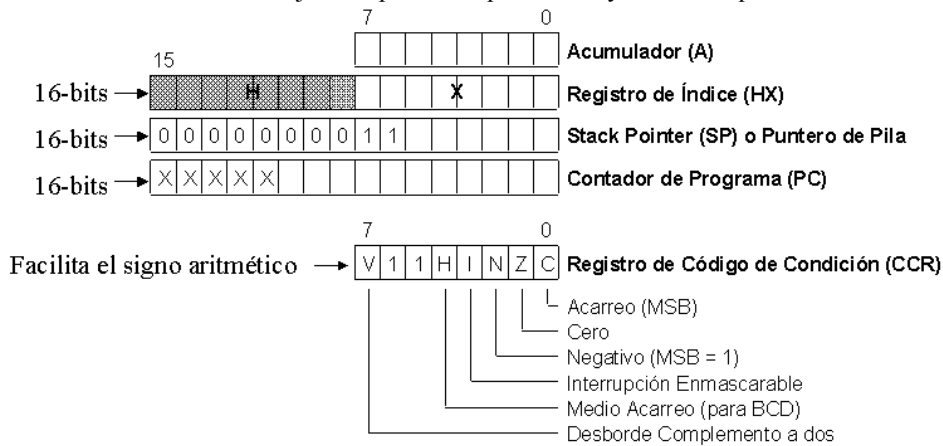 7 0
Acumulador (A)
15
16-bits H X Registro de Índice (HX)
16-bits 0 0 0 0 0 0 0 0 1 1 Stack Pointer (SP) o Puntero de Pila
16-bits X X X X X Contador de Programa (PC)
7 0
Facilita el signo aritmético V 1 1 H I N Z C Registro de Código de Condición (CCR)
Acarreo (MSB)
Cero
Negativo (MSB = 1)
Interrupción Enmascarable
Medio Acarreo (para BCD)
Desborde Complemento a dos